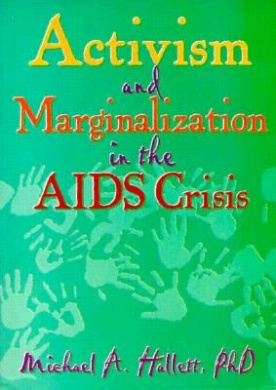 Activism
and
Marginalization
in the
AIDS Crisis
Michael A. Hallett, PhD